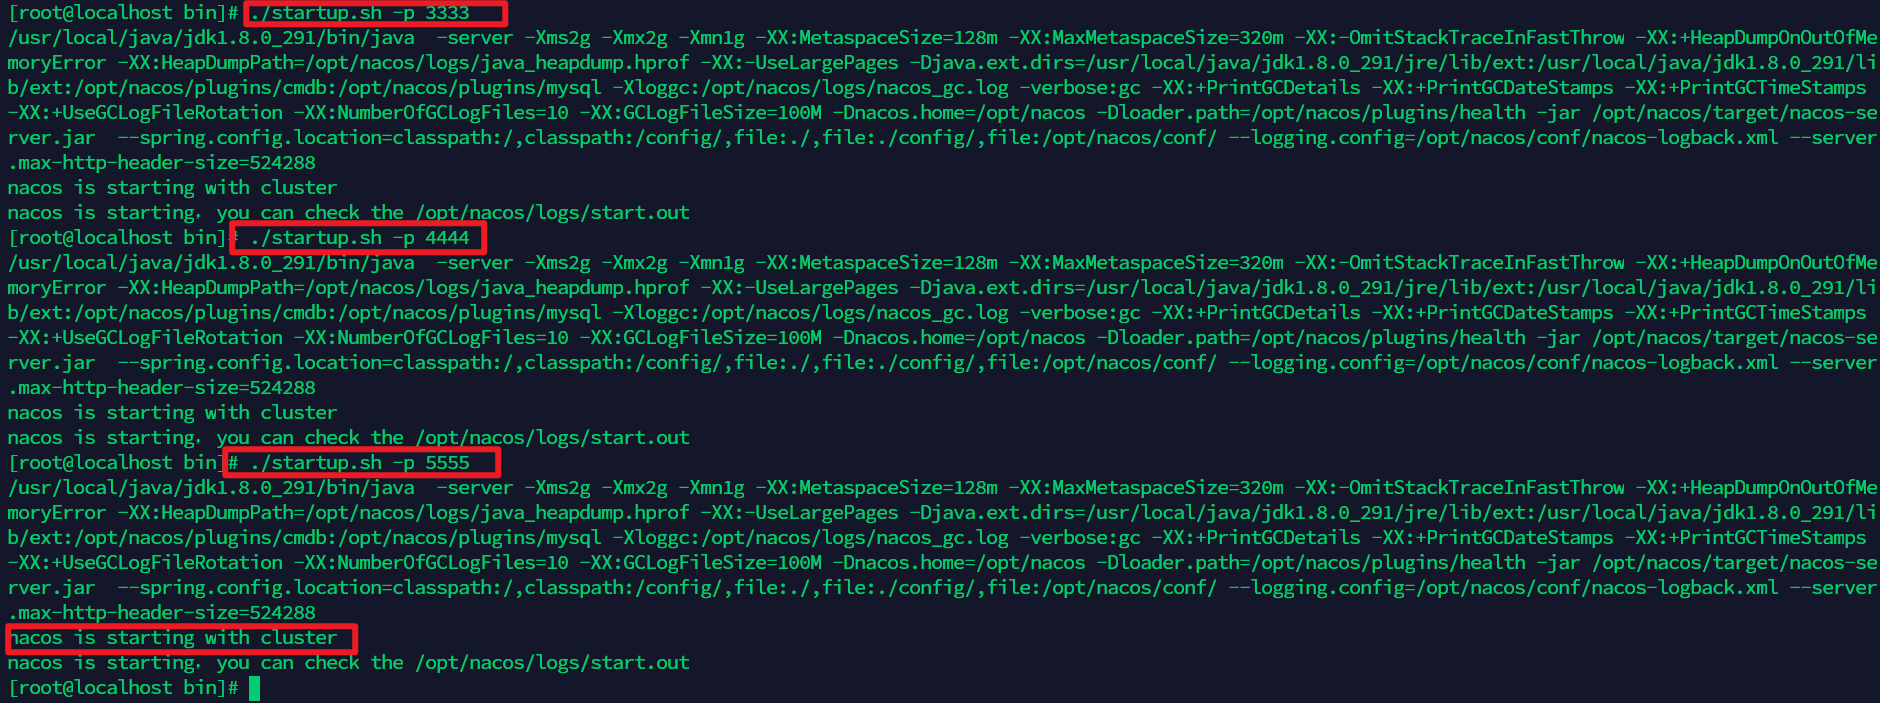 [root@localhost bin]# ./startup.sh -p 3333
/usr/local/java/jdk1.8.0_291/bin/java  -server -Xms2g -Xmx2g -Xmn1g -XX:MetaspaceSize=128m -XX:MaxMetaspaceSize=320m -XX:-OmitStackTraceInFastThrow -XX:+HeapDumpOnOutOfMe
moryError -XX:HeapDumpPath=/opt/nacos/logs/java_heapdump.hprof -XX:-UseLargePages -Djava.ext.dirs=/usr/local/java/jdk1.8.0_291/jre/lib/ext:/usr/local/java/jdk1.8.0_291/li
b/ext:/opt/nacos/plugins/cmdb:/opt/nacos/plugins/mysql -Xloggc:/opt/nacos/logs/nacos_gc.log -verbose:gc -XX:+PrintGCDetails -XX:+PrintGCDateStamps -XX:+PrintGCTimeStamps
-XX:+UseGCLogFileRotation -XX:NumberOfGCLogFiles=10 -XX:GCLogFileSize=100M -Dnacos.home=/opt/nacos -Dloader.path=/opt/nacos/plugins/health -jar /opt/nacos/target/nacos-se
rver.jar  --spring.config.location=classpath:/,classpath:/config/,file:./,file:./config/,file:/opt/nacos/conf/ --logging.config=/opt/nacos/conf/nacos-logback.xml --server
.max-http-header-size=524288
nacos is starting with cluster
nacos is starting，you can check the /opt/nacos/logs/start.out
[root@localhost bin]# ./startup.sh -p 4444
/usr/local/java/jdk1.8.0_291/bin/java  -server -Xms2g -Xmx2g -Xmn1g -XX:MetaspaceSize=128m -XX:MaxMetaspaceSize=320m -XX:-OmitStackTraceInFastThrow -XX:+HeapDumpOnOutOfMe
moryError -XX:HeapDumpPath=/opt/nacos/logs/java_heapdump.hprof -XX:-UseLargePages -Djava.ext.dirs=/usr/local/java/jdk1.8.0_291/jre/lib/ext:/usr/local/java/jdk1.8.0_291/li
b/ext:/opt/nacos/plugins/cmdb:/opt/nacos/plugins/mysql -Xloggc:/opt/nacos/logs/nacos_gc.log -verbose:gc -XX:+PrintGCDetails -XX:+PrintGCDateStamps -XX:+PrintGCTimeStamps
-XX:+UseGCLogFileRotation -XX:NumberOfGCLogFiles=10 -XX:GCLogFileSize=100M -Dnacos.home=/opt/nacos -Dloader.path=/opt/nacos/plugins/health -jar /opt/nacos/target/nacos-se
rver.jar  --spring.config.location=classpath:/,classpath:/config/,file:./,file:./config/,file:/opt/nacos/conf/ --logging.config=/opt/nacos/conf/nacos-logback.xml --server
.max-http-header-size=524288
nacos is starting with cluster
nacos is starting，you can check the /opt/nacos/logs/start.out
[root@localhost bin]# ./startup.sh -p 5555
/usr/local/java/jdk1.8.0_291/bin/java  -server -Xms2g -Xmx2g -Xmn1g -XX:MetaspaceSize=128m -XX:MaxMetaspaceSize=320m -XX:-OmitStackTraceInFastThrow -XX:+HeapDumpOnOutOfMe
moryError -XX:HeapDumpPath=/opt/nacos/logs/java_heapdump.hprof -XX:-UseLargePages -Djava.ext.dirs=/usr/local/java/jdk1.8.0_291/jre/lib/ext:/usr/local/java/jdk1.8.0_291/li
b/ext:/opt/nacos/plugins/cmdb:/opt/nacos/plugins/mysql -Xloggc:/opt/nacos/logs/nacos_gc.log -verbose:gc -XX:+PrintGCDetails -XX:+PrintGCDateStamps -XX:+PrintGCTimeStamps
-XX:+UseGCLogFileRotation -XX:NumberOfGCLogFiles=10 -XX:GCLogFileSize=100M -Dnacos.home=/opt/nacos -Dloader.path=/opt/nacos/plugins/health -jar /opt/nacos/target/nacos-se
rver.jar  --spring.config.location=classpath:/,classpath:/config/,file:./,file:./config/,file:/opt/nacos/conf/ --logging.config=/opt/nacos/conf/nacos-logback.xml --server
.max-http-header-size=524288
nacos is starting with cluster
nacos is starting，you can check the /opt/nacos/logs/start.out
[root@localhost bin]#